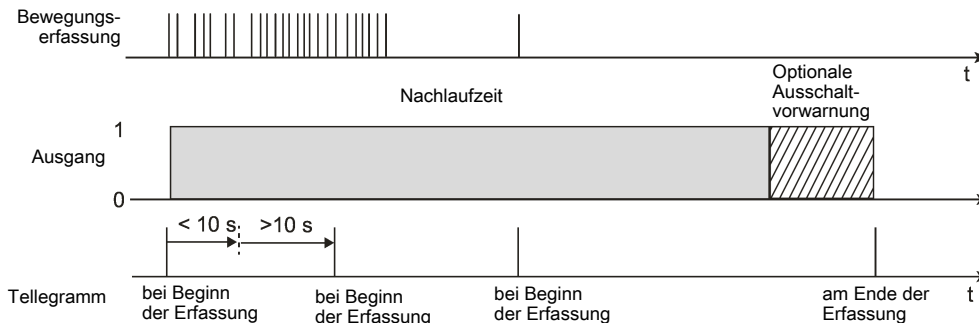 Bewegungs-
erfassung
t
Optionale
Ausschalt-
vorwarnung
Nachlaufzeit
1
Ausgang
0
< 10 s
>10 s
Tellegramm
bei Beginn
der Erfassung
bei Beginn
der Erfassung
bei Beginn
der Erfassung
am Ende der
Erfassung
t